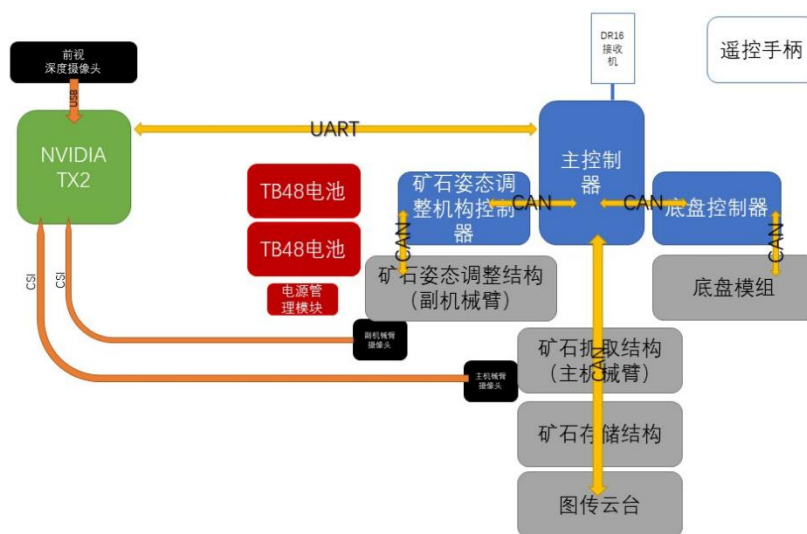 DR16
接收
机
遥控手柄
前视
深度摄像头
USB
NVIDIA
TX2
UART
主控制
器
TB48电池
矿石姿态调
整机构控制
器
CAN
CAN
底盘控制器
TB48电池
CAN
CAN
矿石姿态调整结构
（副机械臂）
底盘模组
电源管
理模块
CSI
CSI
副机械臂
摄像头
矿石抓取结构
（主机械臂）
CAN
主机械臂
摄像头
矿石存储结构
图传云台